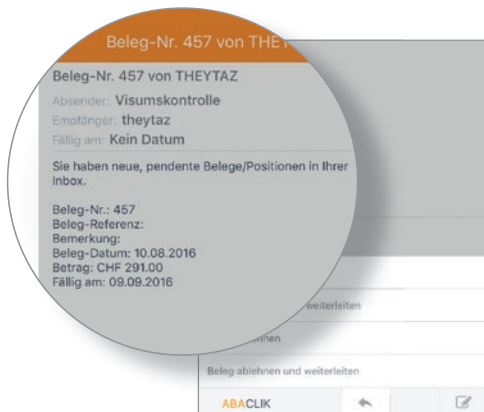 Beleg-Nr. 457 von THEYT
Beleg-Nr. 457 von THEYTAZ
Absender: Visumskontrolle
Empfänger: theytaz
Fällig am: Kein Datum
Sie haben neue, pendente Belege/Positionen in Ihrer
Inbox.
Beleg-Nr.: 457
Beleg-Referenz:
Bemerkung:
Beleg-Datum: 10.08.2016
Betrag: CHF 291.00
Fällig am: 09.09.2016
weiterleiten
Beleg ablehnen und weiterleiten
ABACLIK